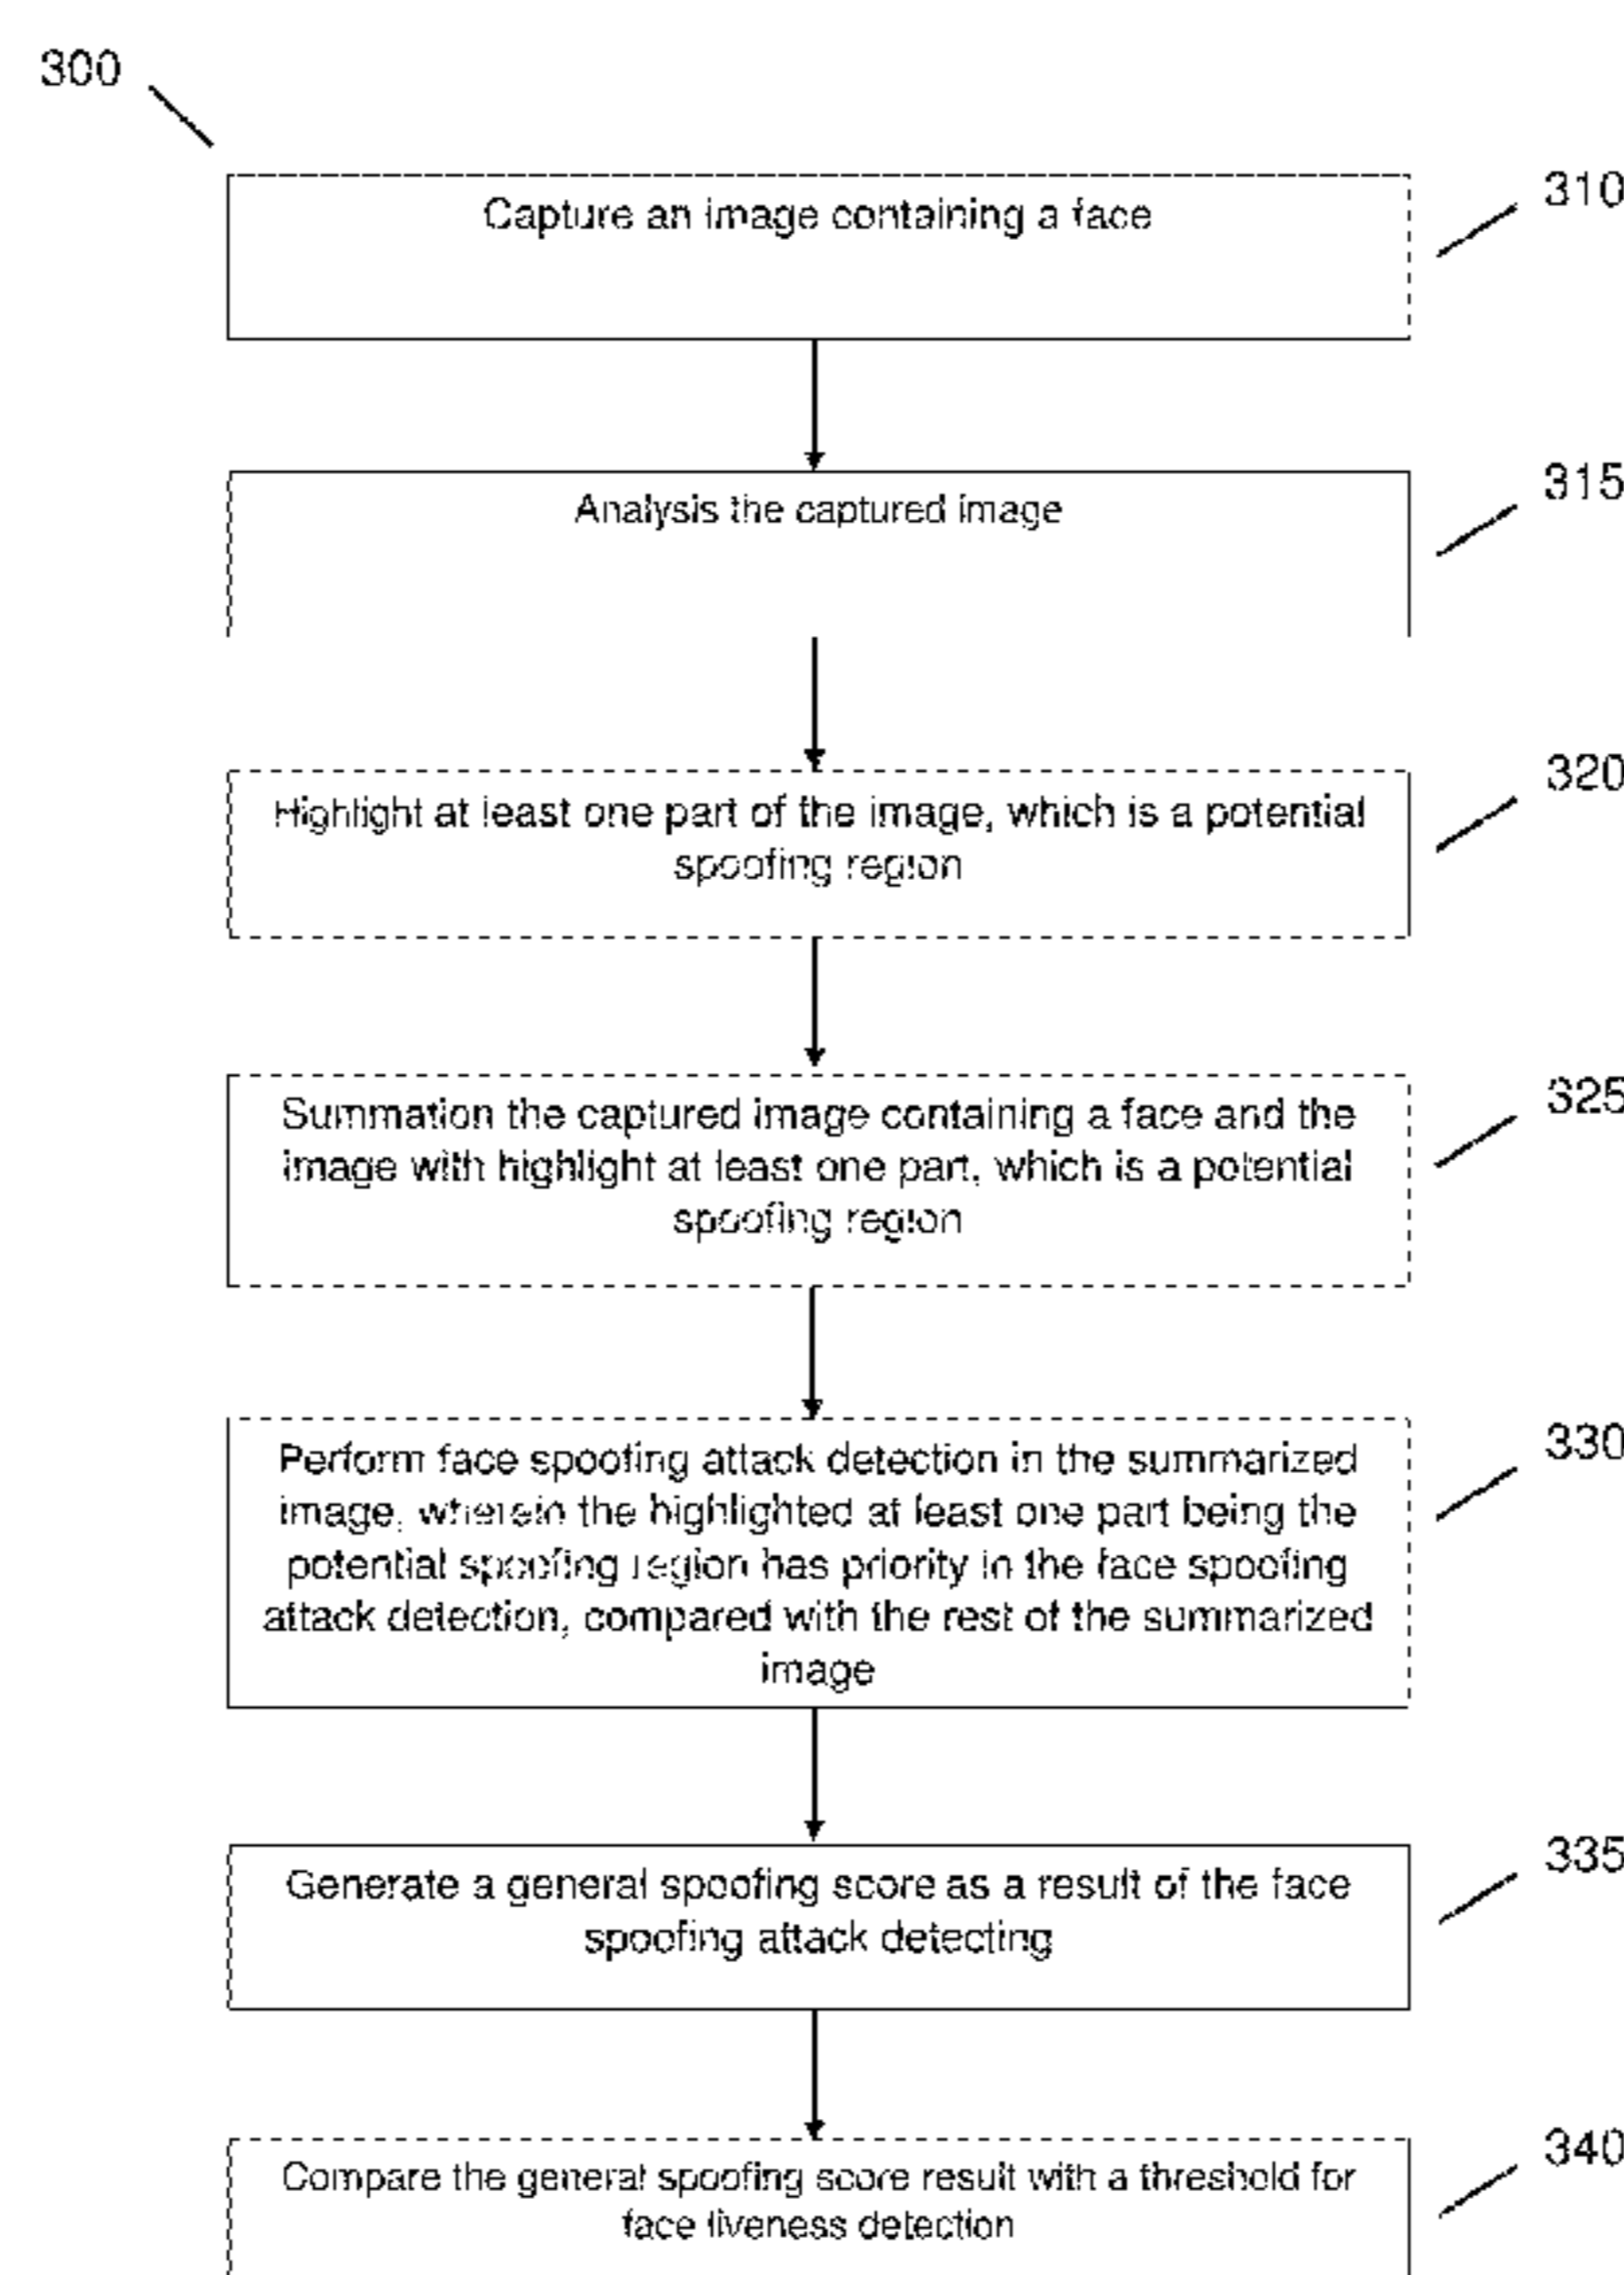 300
310
Capture an image containing a face
315
Analysis the captured image
320
Highlight at least one part of the image, which is a potential
spoofing region
325
Summation the captured image containing a face and the
image with highlight at least one part, which is a potential
spoofing region
330
Perform face spoofing attack detection in the summarized
image, wherein the highlighted at least one part being the
potential spoofing region has priority in the face spoofing
attack detection, compared with the rest of the summarized
image
335
Generate a general spoofing score as a result of the face
spoofing attack detecting
340
Compare the general spoofing score result with a threshold for
face liveness detection